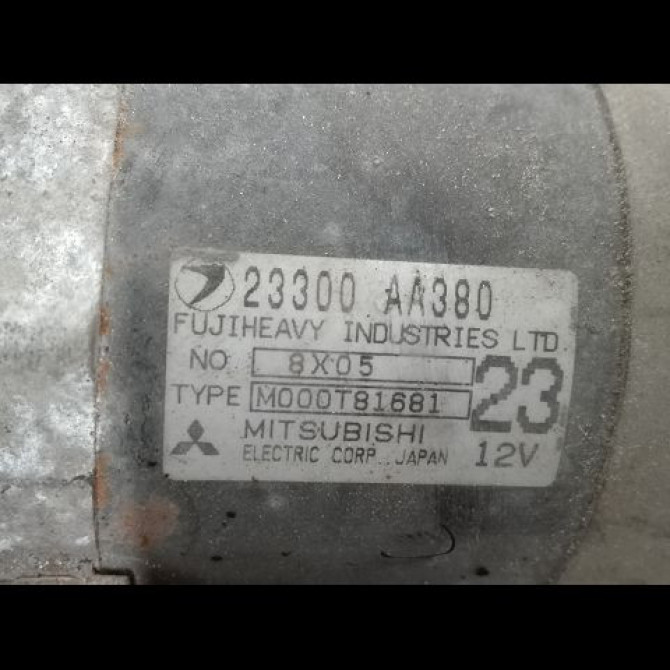 23300 AA380
FUJIHEAVY INDUSTRIES LTD.
NO 8X05
TYPE M000T81681
23
MITSUBISHI
ELECTRIC CORP. JAPAN 12V